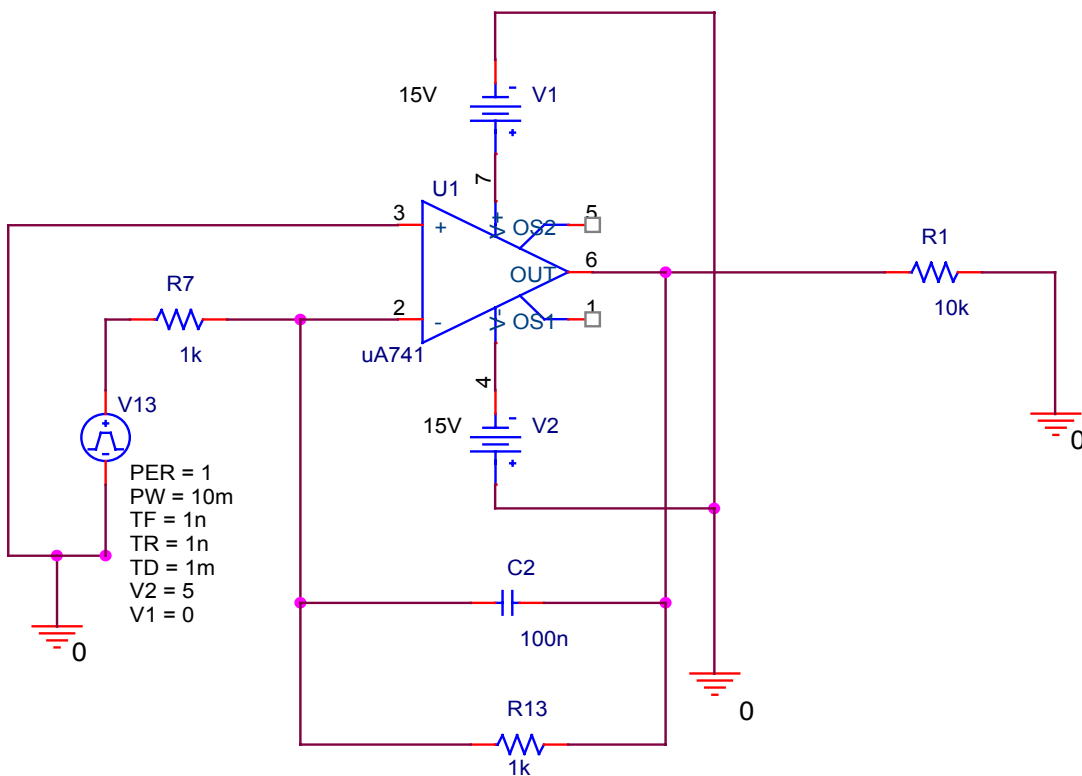 15V
V1
-
+
7
U1
3
+
V+
OS2
5
R1
6
OUT
10k
R7
2
-
V-
OS1
1
1k
uA741
4
V13
+
-
15V
V2
-
+
0
PER = 1
PW = 10m
TF = 1n
TR = 1n
TD = 1m
V2 = 5
V1 = 0
C2
100n
0
0
R13
1k